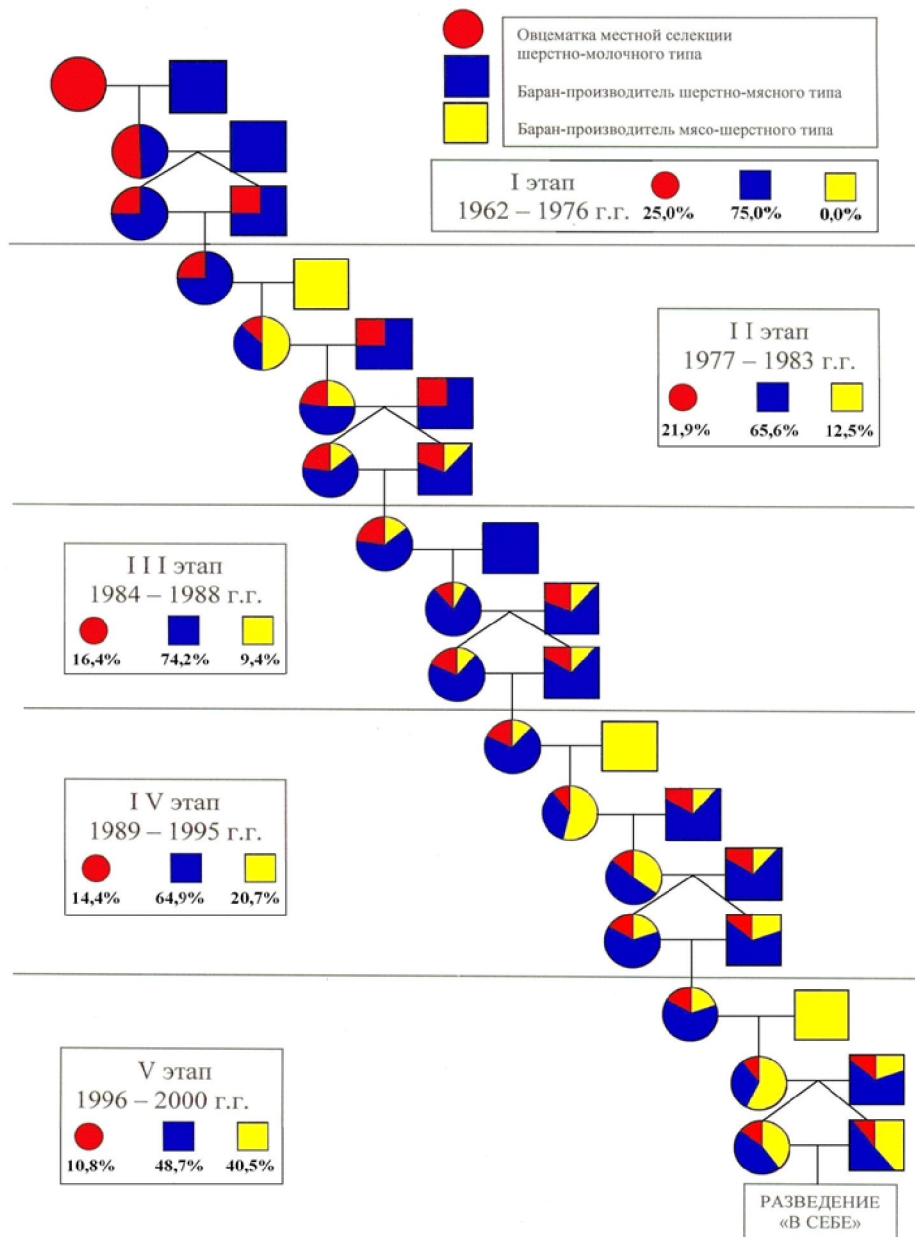 Овцематка местной селекции
шерстно-молочного типа
Баран-производитель шерстно-мясного типа
Баран-производитель мясо-шерстного типа
I этап
1962 – 1976 г.г.
25,0% 75,0% 0,0%
I I этап
1977 – 1983 г.г.
21,9% 65,6% 12,5%
I I I этап
1984 – 1988 г.г.
16,4% 74,2% 9,4%
I V этап
1989 – 1995 г.г.
14,4% 64,9% 20,7%
V этап
1996 – 2000 г.г.
10,8% 48,7% 40,5%
РАЗВЕДЕНИЕ
«В СЕБЕ»